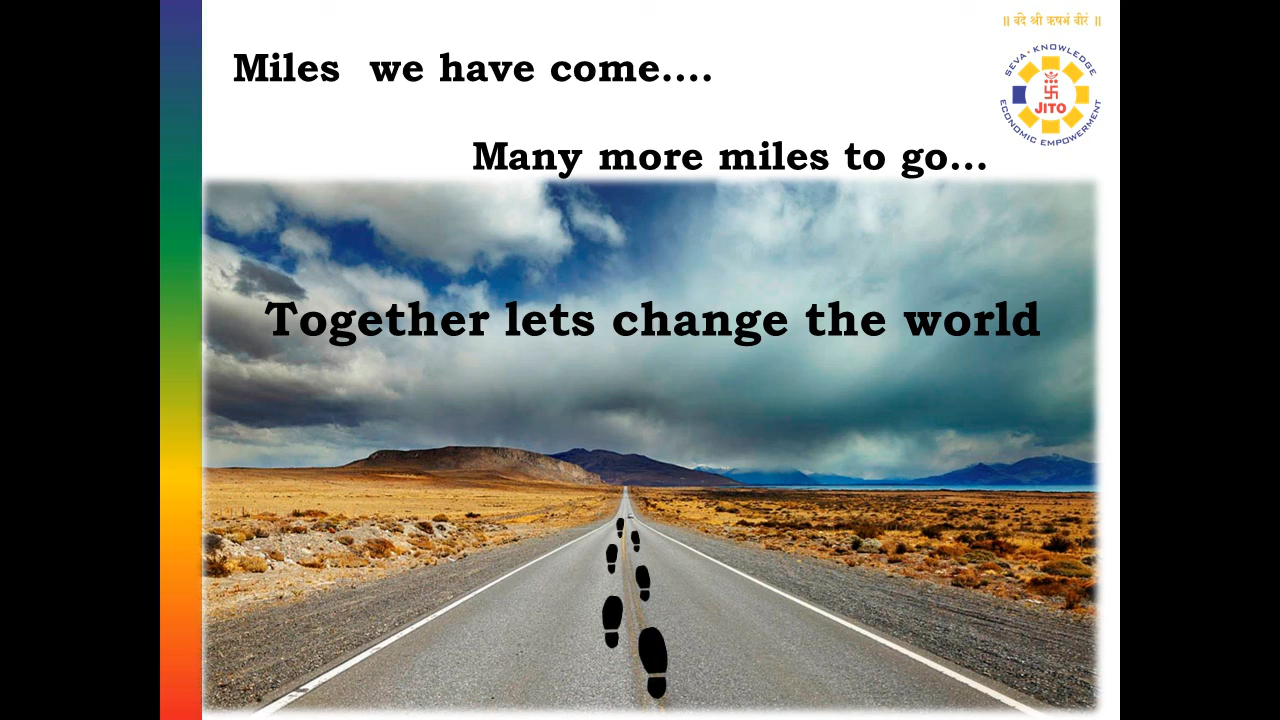 ॥ वंदे श्री ऋषभं वीरं ॥
Miles  we have come....
SEVA - KNOWLEDGE
JITO
ECONOMIC EMPOWERMENT
Many more miles to go...
Together lets change the world